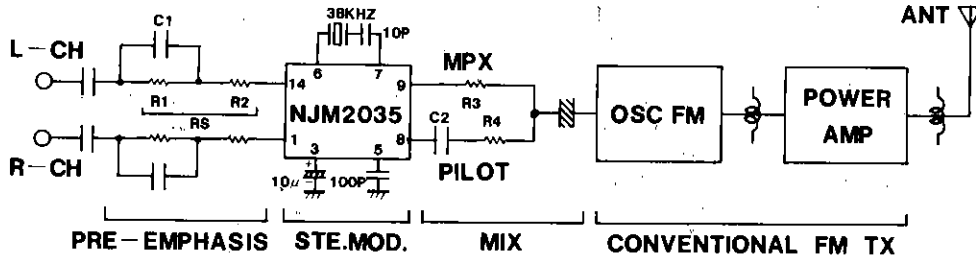 38KHZ
ANT
C1
10P
L-CH
6 7
MPX
14 9
R1 R2
R3
OSC FM
POWER
AMP
RS
NJM2035
C2 R4
1 8
3 5
R-CH
PILOT
+
10μ 100P
PRE-EMPHASIS STE.MOD. MIX CONVENTIONAL FM TX